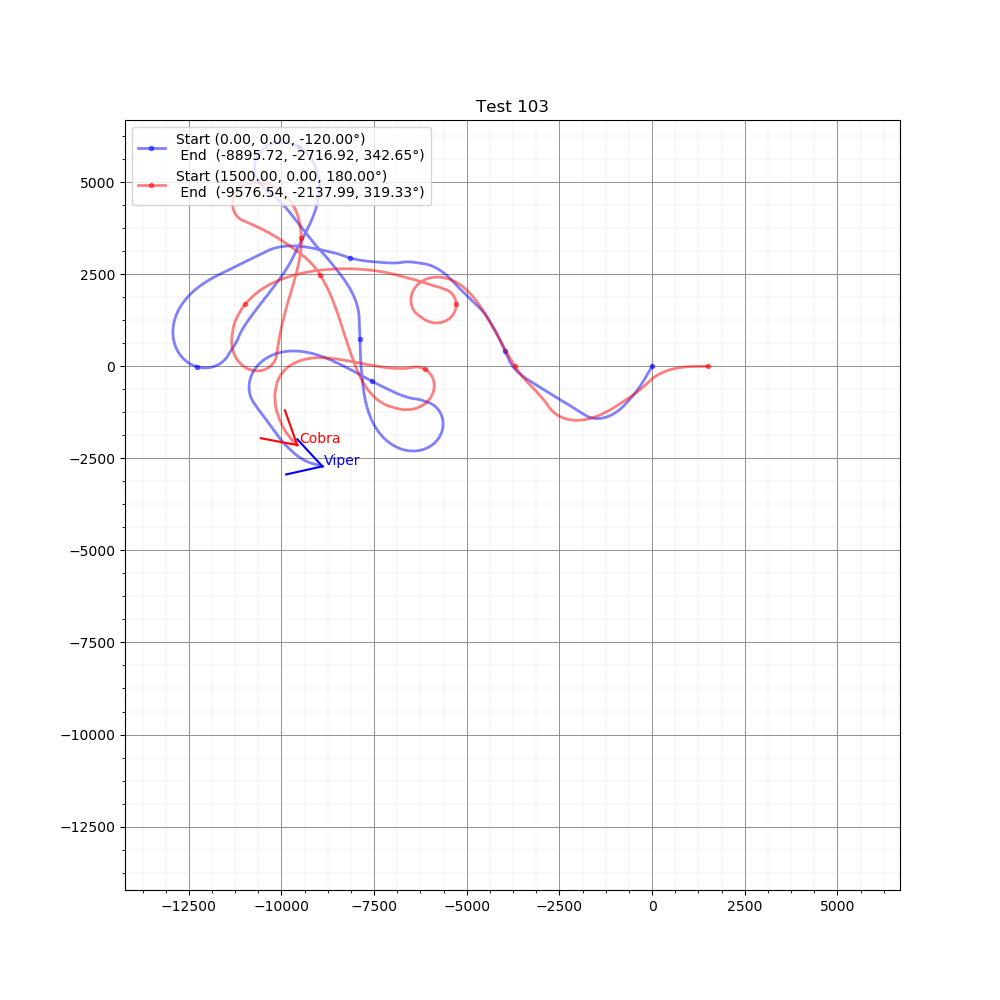 Test 103
Start (0.00, 0.00, -120.00°)
End (-8895.72, -2716.92, 342.65°)
Start (1500.00, 0.00, 180.00°)
End (-9576.54, -2137.99, 319.33°)
5000
2500
0
−2500
−5000
−7500
−10000
−12500
Cobra
Viper
−12500 −10000 −7500 −5000 −2500 0 2500 5000